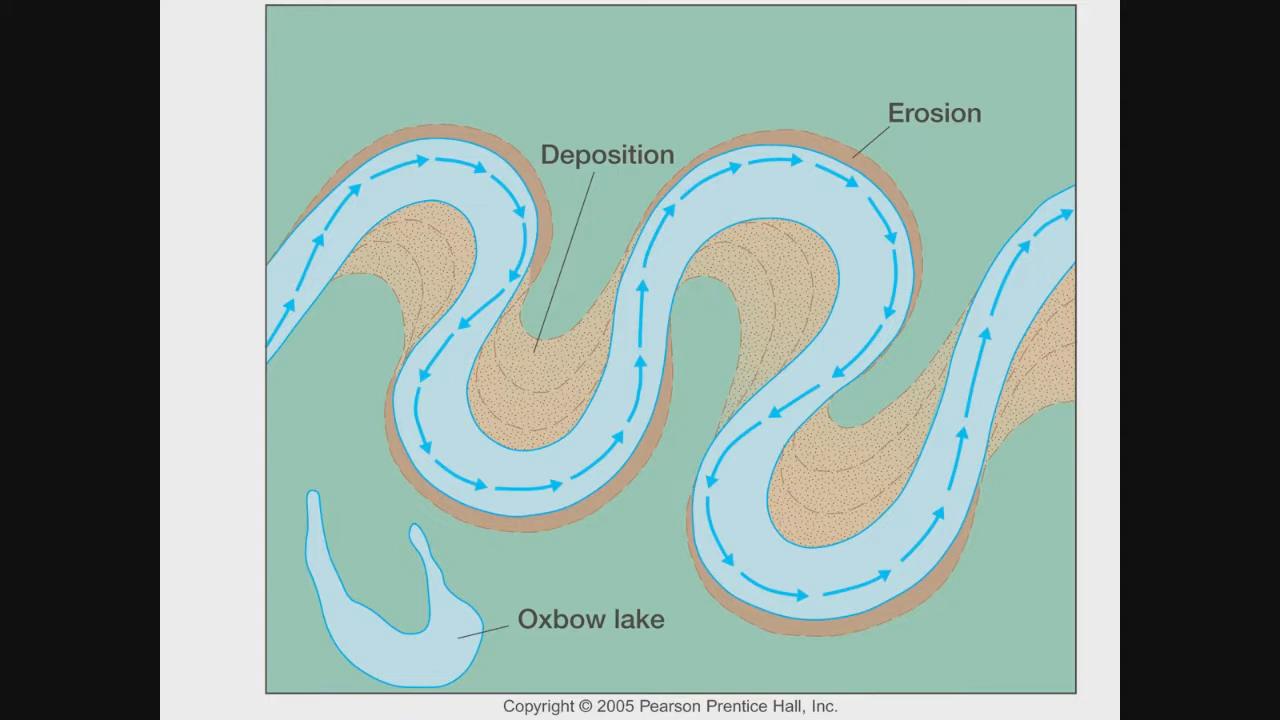 Erosion
Deposition
Oxbow lake
Copyright © 2005 Pearson Prentice Hall, Inc.